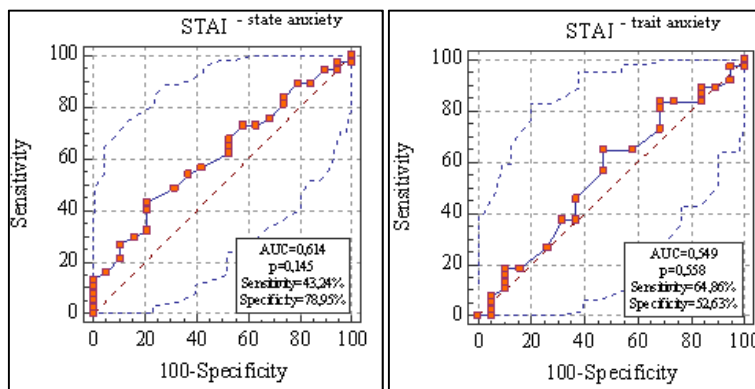 STAI - state anxiety
100
80
60
40
20
0
Sensitivity
AUC=0,614
p=0,145
Sensitivity=43,24%
Specificity=78,95%
0 20 40 60 80 100
100-Specificity
STAI - trait anxiety
100
80
60
40
20
0
Sensitivity
AUC=0,549
p=0,558
Sensitivity=64,86%
Specificity=52,63%
0 20 40 60 80 100
100-Specificity